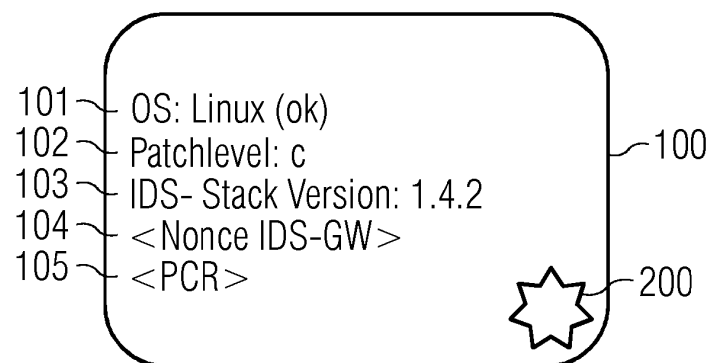 101 OS: Linux (ok)
102 Patchlevel: c 100
103 IDS- Stack Version: 1.4.2
104 <Nonce IDS-GW>
105 <PCR> 200